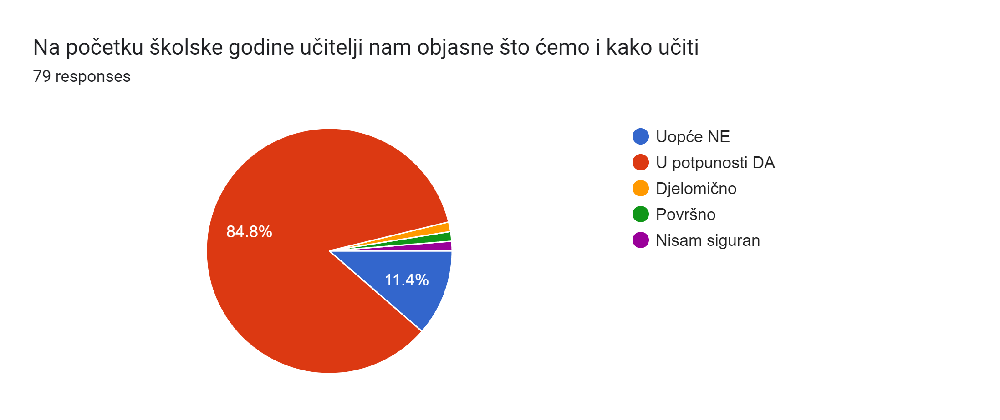 Na početku školske godine učitelji nam objasne što ćemo i kako učiti
79 responses
84.8%
11.4%
Uopće NE
U potpunosti DA
Djelomično
Površno
Nisam siguran